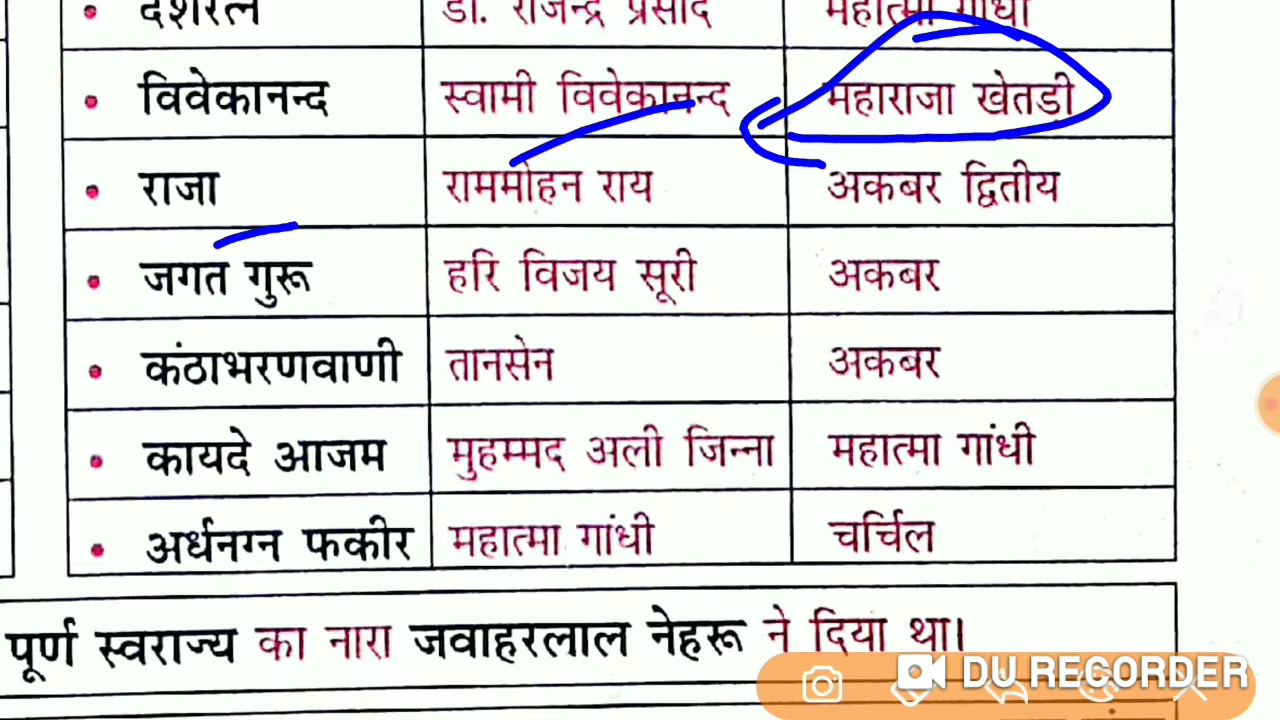 देशरत्न डॉ. राजेन्द्र प्रसाद महात्मा गांधी
• विवेकानन्द स्वामी विवेकानन्द महाराजा खेतड़ी
• राजा राममोहन राय अकबर द्वितीय
• जगत गुरू हरि विजय सूरी अकबर
• कंठाभरणवाणी तानसेन अकबर
• कायदे आजम मुहम्मद अली जिन्ना महात्मा गांधी
• अर्धनग्न फकीर महात्मा गांधी चर्चिल
पूर्ण स्वराज्य का नारा जवाहरलाल नेहरू ने दिया था।
DU RECORDER